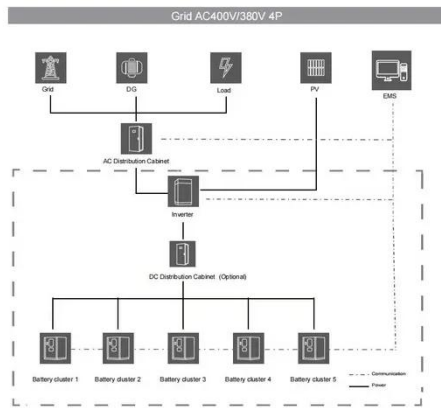 Grid AC400V/380V 4P
Grid
DG
Load
PV
EMS
AC Distribution Cabinet
Inverter
DC Distribution Cabinet (Optional)
Battery cluster 1
Battery cluster 2
Battery cluster 3
Battery cluster 4
Battery cluster 5
Communication
Power